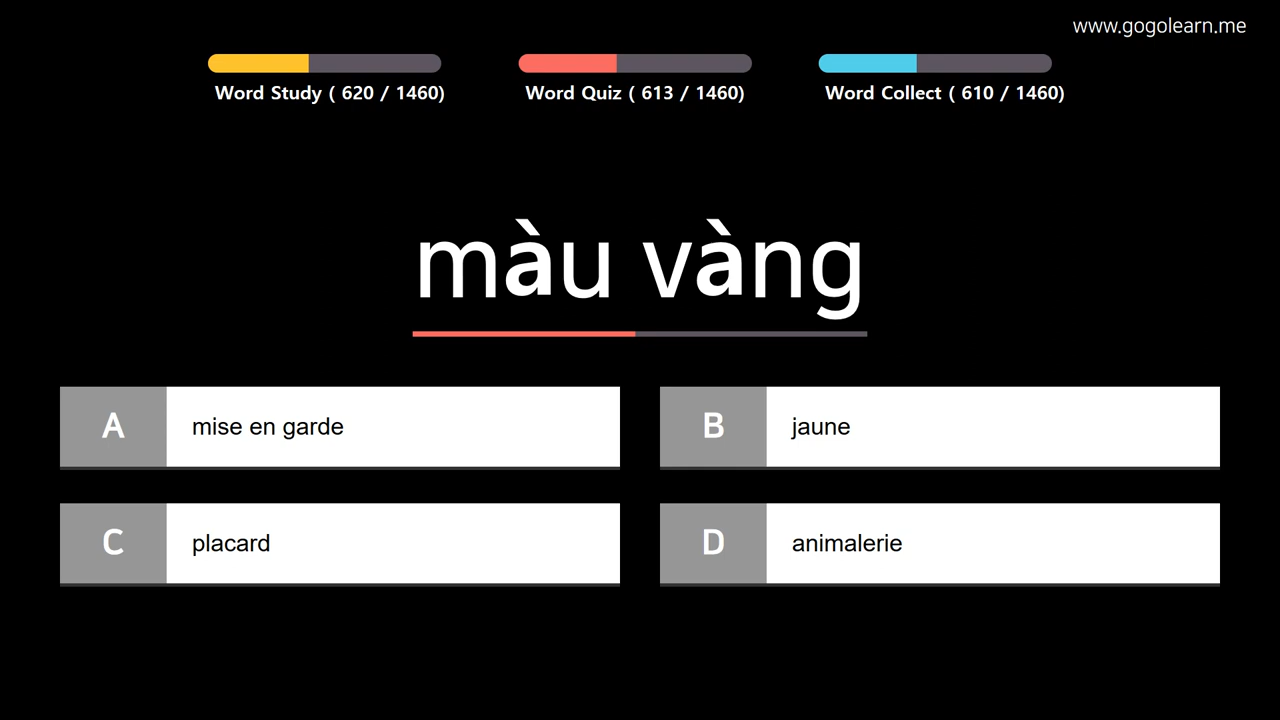 www.gogolearn.me
Word Study ( 620 / 1460)
Word Quiz ( 613 / 1460)
Word Collect ( 610 / 1460)
màu vàng
A mise en garde
B jaune
C placard
D animalerie